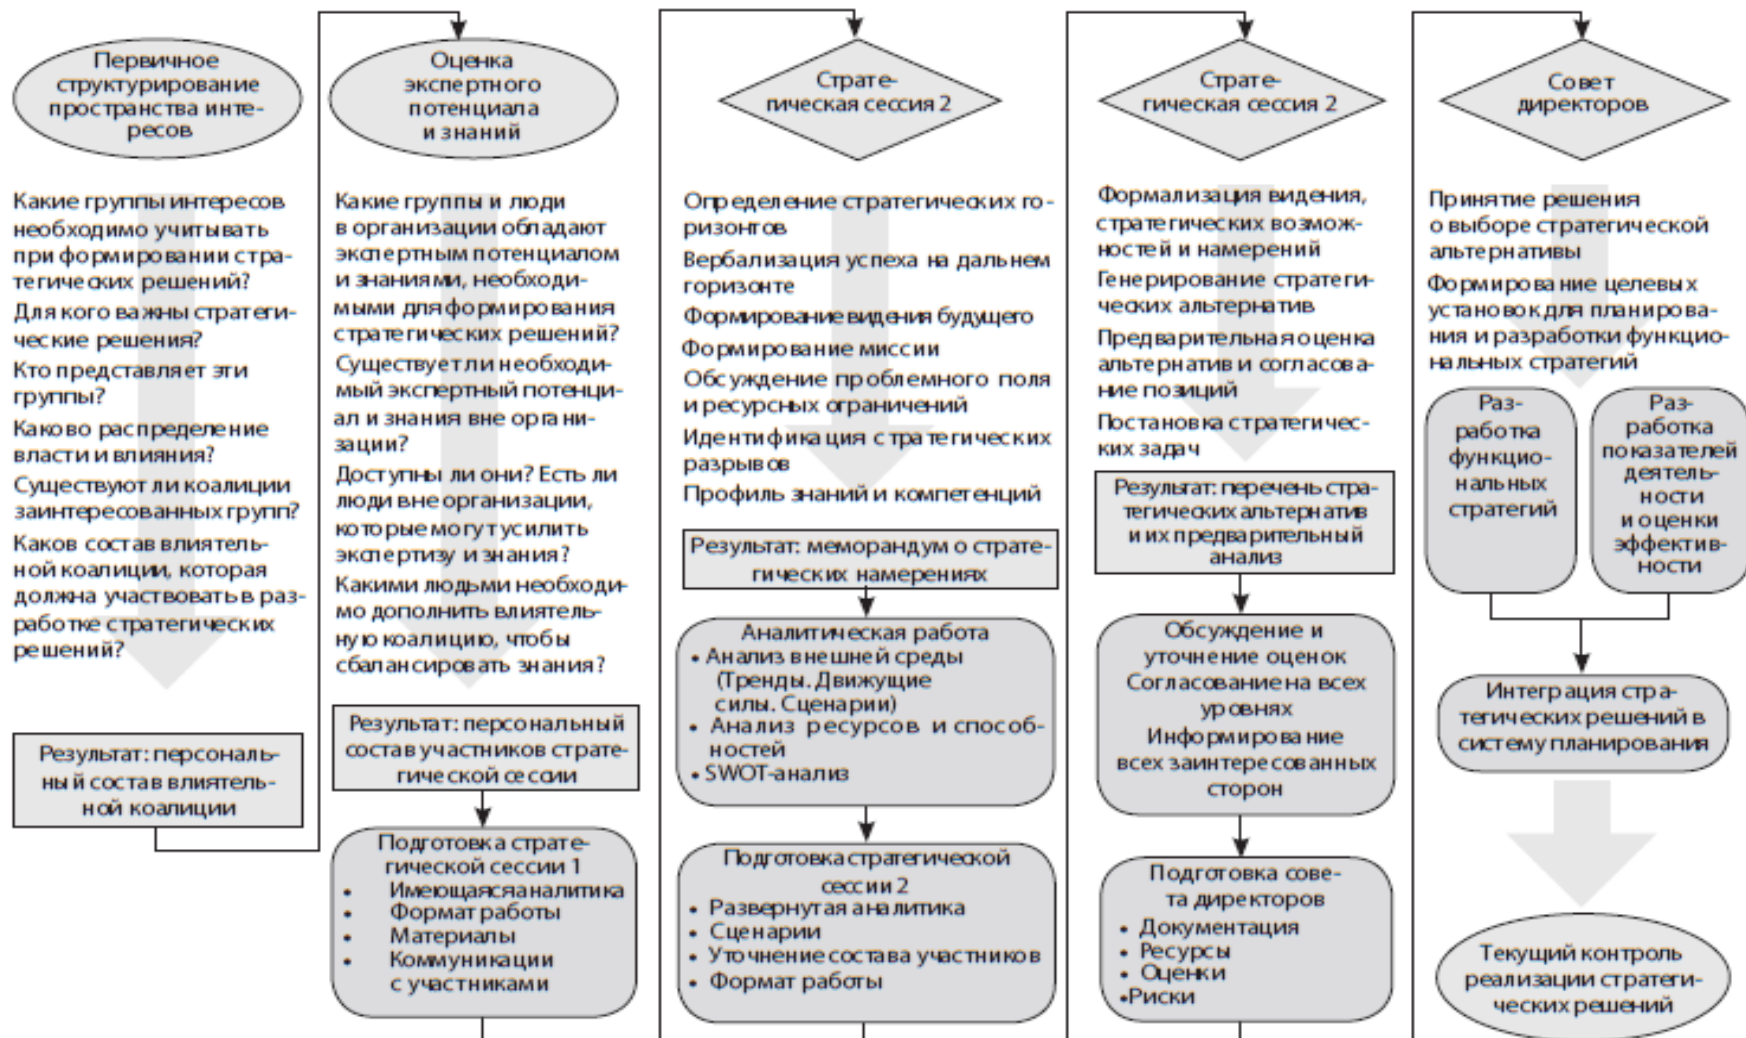 Первичное
структурирование
пространства инте-
ресов
Какие группы интересов
необходимо учитывать
при формировании стра-
тегических решений?
Для кого важны стратеги-
ческие решения?
Кто представляет эти
группы?
Каково распределение
власти и влияния?
Существуют ли коалиции
заинтересованных групп?
Каков состав влиятель-
ной коалиции, которая
должна участвовать в раз-
работке стратегических
решений?
Результат: персональ-
ный состав влиятель-
ной коалиции
Оценка
экспертного
потенциала
и знаний
Какие группы и люди
в организации обладают
экспертным потенциалом
и знаниями, необходи-
мыми для формирования
стратегических решений?
Существует ли необходи-
мый экспертный потенци-
ал и знания вне органи-
зации?
Доступны ли они? Есть ли
люди вне организации,
которые могут усилить
экспертизу и знания?
Какими людьми необходи-
мо дополнить влиятель-
ную коалицию, чтобы
сбалансировать знания?
Результат: персональный
состав участников страте-
гической сессии
Подготовка страте-
гической сессии 1
• Имеющаяся аналитика
• Формат работы
• Материалы
• Коммуникации
с участниками
Страте-
гическая сессия 2
Определение стратегических го-
ризонтов
Вербализация успеха на дальнем
горизонте
Формирование видения будущего
Формирование миссии
Обсуждение проблемного поля
и ресурсных ограничений
Идентификация стратегических
разрывов
Профиль знаний и компетенций
Результат: меморандум о страте-
гических намерениях
Аналитическая работа
• Анализ внешней среды
(Тренды. Движущие
силы. Сценарии)
• Анализ ресурсов и способ-
ностей
• SWOT-анализ
Подготовка стратегической
сессии 2
• Развернутая аналитика
• Сценарии
• Уточнение состава участников
• Формат работы
Страте-
гическая сессия 2
Формализация видения,
стратегических возмож-
ностей и намерений
Генерирование стратеги-
ческих альтернатив
Предварительная оценка
альтернатив и согласова-
ние позиций
Постановка стратегичес-
ких задач
Результат: перечень стра-
тегических альтернатив
и их предварительный
анализ
Обсуждение и
уточнение оценок
Согласование на всех
уровнях
Информирование
всех заинтересованных
сторон
Подготовка сове-
та директоров
• Документация
• Ресурсы
• Оценки
•Риски
Совет
директоров
Принятие решения
о выборе стратегической
альтернативы
Формирование целевых
установок для планирова-
ния и разработки функцио-
нальных стратегий
Раз-
работка
функцио-
нальных
стратегий
Раз-
работка
показателей
деятель-
ности
и оценки
эффектив-
ности
Интеграция стра-
тегических решений в
систему планирования
Текущий контроль
реализации стратеги-
ческих решений